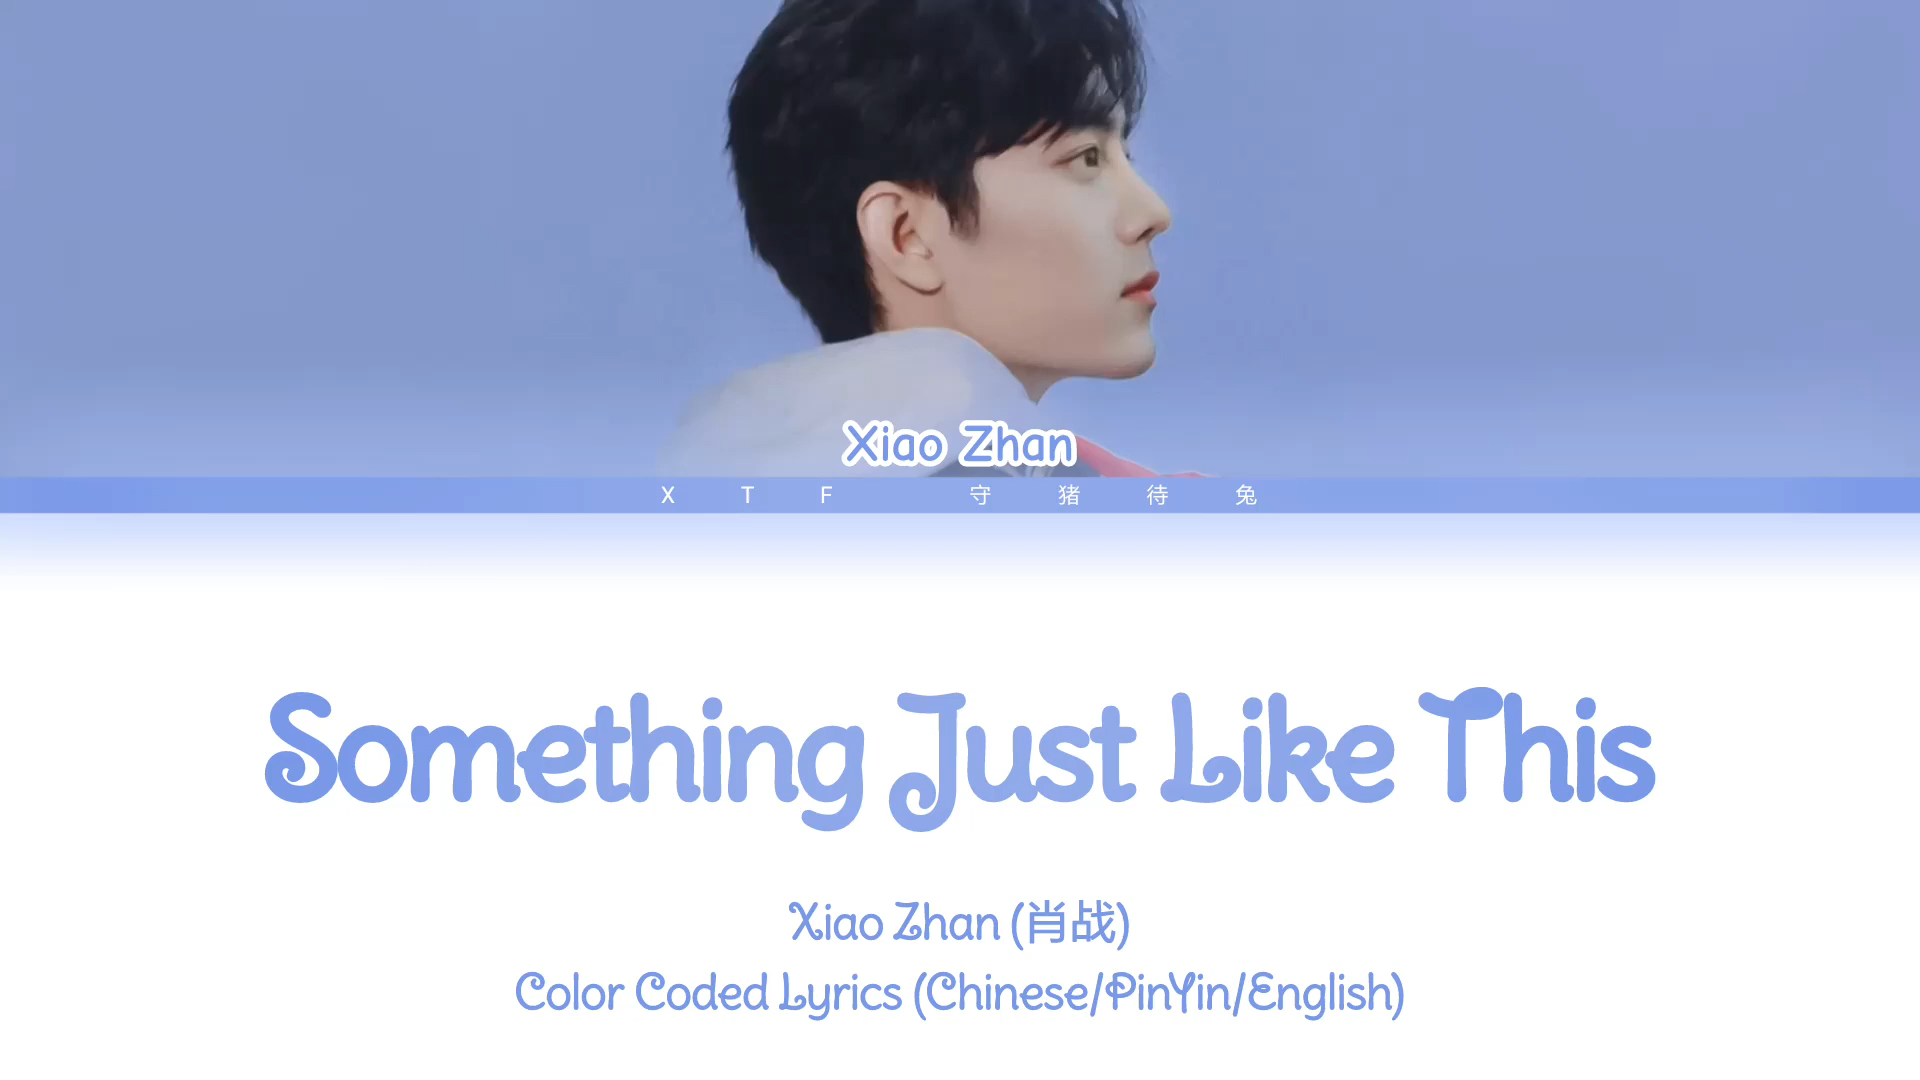 Xiao Zhan
X T F 守 猪 待 兔
Something Just Like This
Xiao Zhan (肖战)
Color Coded Lyrics (Chinese/PinYin/English)